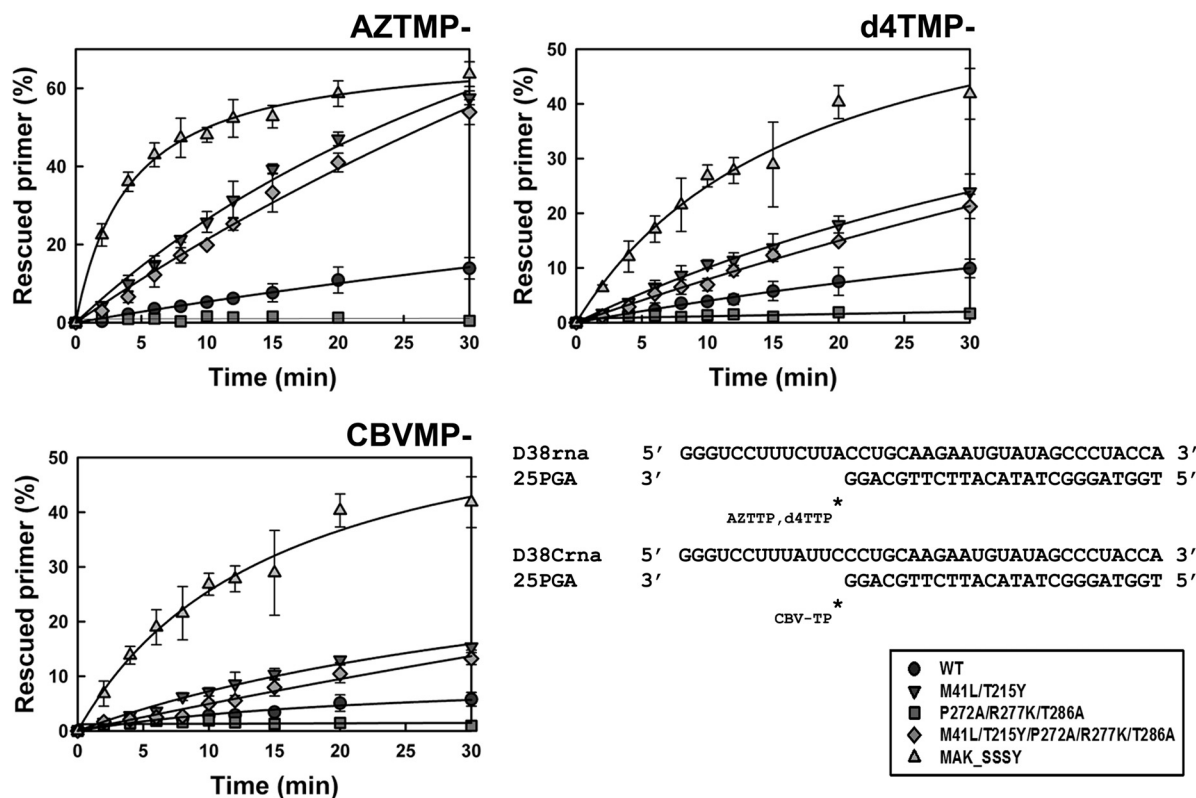 AZTMP-
Rescued primer (%)
60
40
20
0
0 5 10 15 20 25 30
Time (min)
d4TMP-
Rescued primer (%)
50
40
30
20
10
0
0 5 10 15 20 25 30
Time (min)
CBVMP-
Rescued primer (%)
50
40
30
20
10
0
0 5 10 15 20 25 30
Time (min)
D38rna 5′ GGGUCCUUUCUUACCUGCAAGAAUGUAUAGCCCUACCA 3′
25PGA 3′ GGACGTTCTTACATATCGGGATGGT 5′
*
AZTTP,d4TTP
D38Crna 5′ GGGUCCUUUAUUCCCUGCAAGAAUGUAUAGCCCUACCA 3′
25PGA 3′ GGACGTTCTTACATATCGGGATGGT 5′
*
CBV-TP
WT
M41L/T215Y
P272A/R277K/T286A
M41L/T215Y/P272A/R277K/T286A
MAK_SSSY